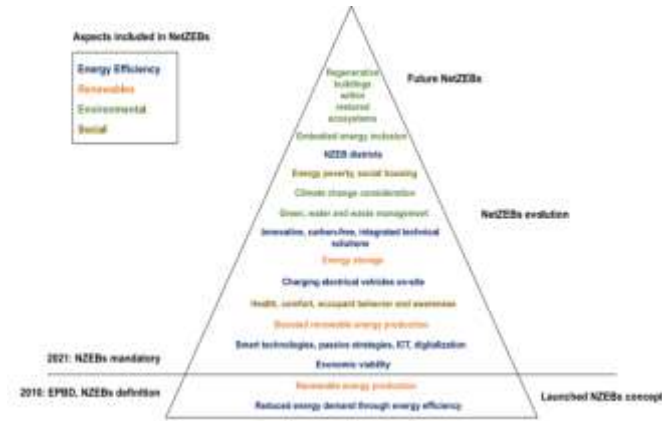 Aspects included in NetZEBs
Energy Efficiency
Renewables
Environmental
Social
Regenerative
buildings
within
restored
ecosystems
Future NetZEBs
Embodied energy inclusion
NZEB districts
Energy poverty, social housing
Climate change consideration
Green, water and waste management
NetZEBs evolution
Innovative, carbon-free, integrated technical
solutions
Energy storage
Charging electrical vehicles on-site
Health, comfort, occupant behavior and awareness
Boosted renewable energy production
Smart technologies, passive strategies, ICT, digitalization
2021: NZEBs mandatory
Economic viability
2010: EPBD, NZEBs definition
Renewable energy production
Launched NZEBs concept
Reduced energy demand through energy efficiency